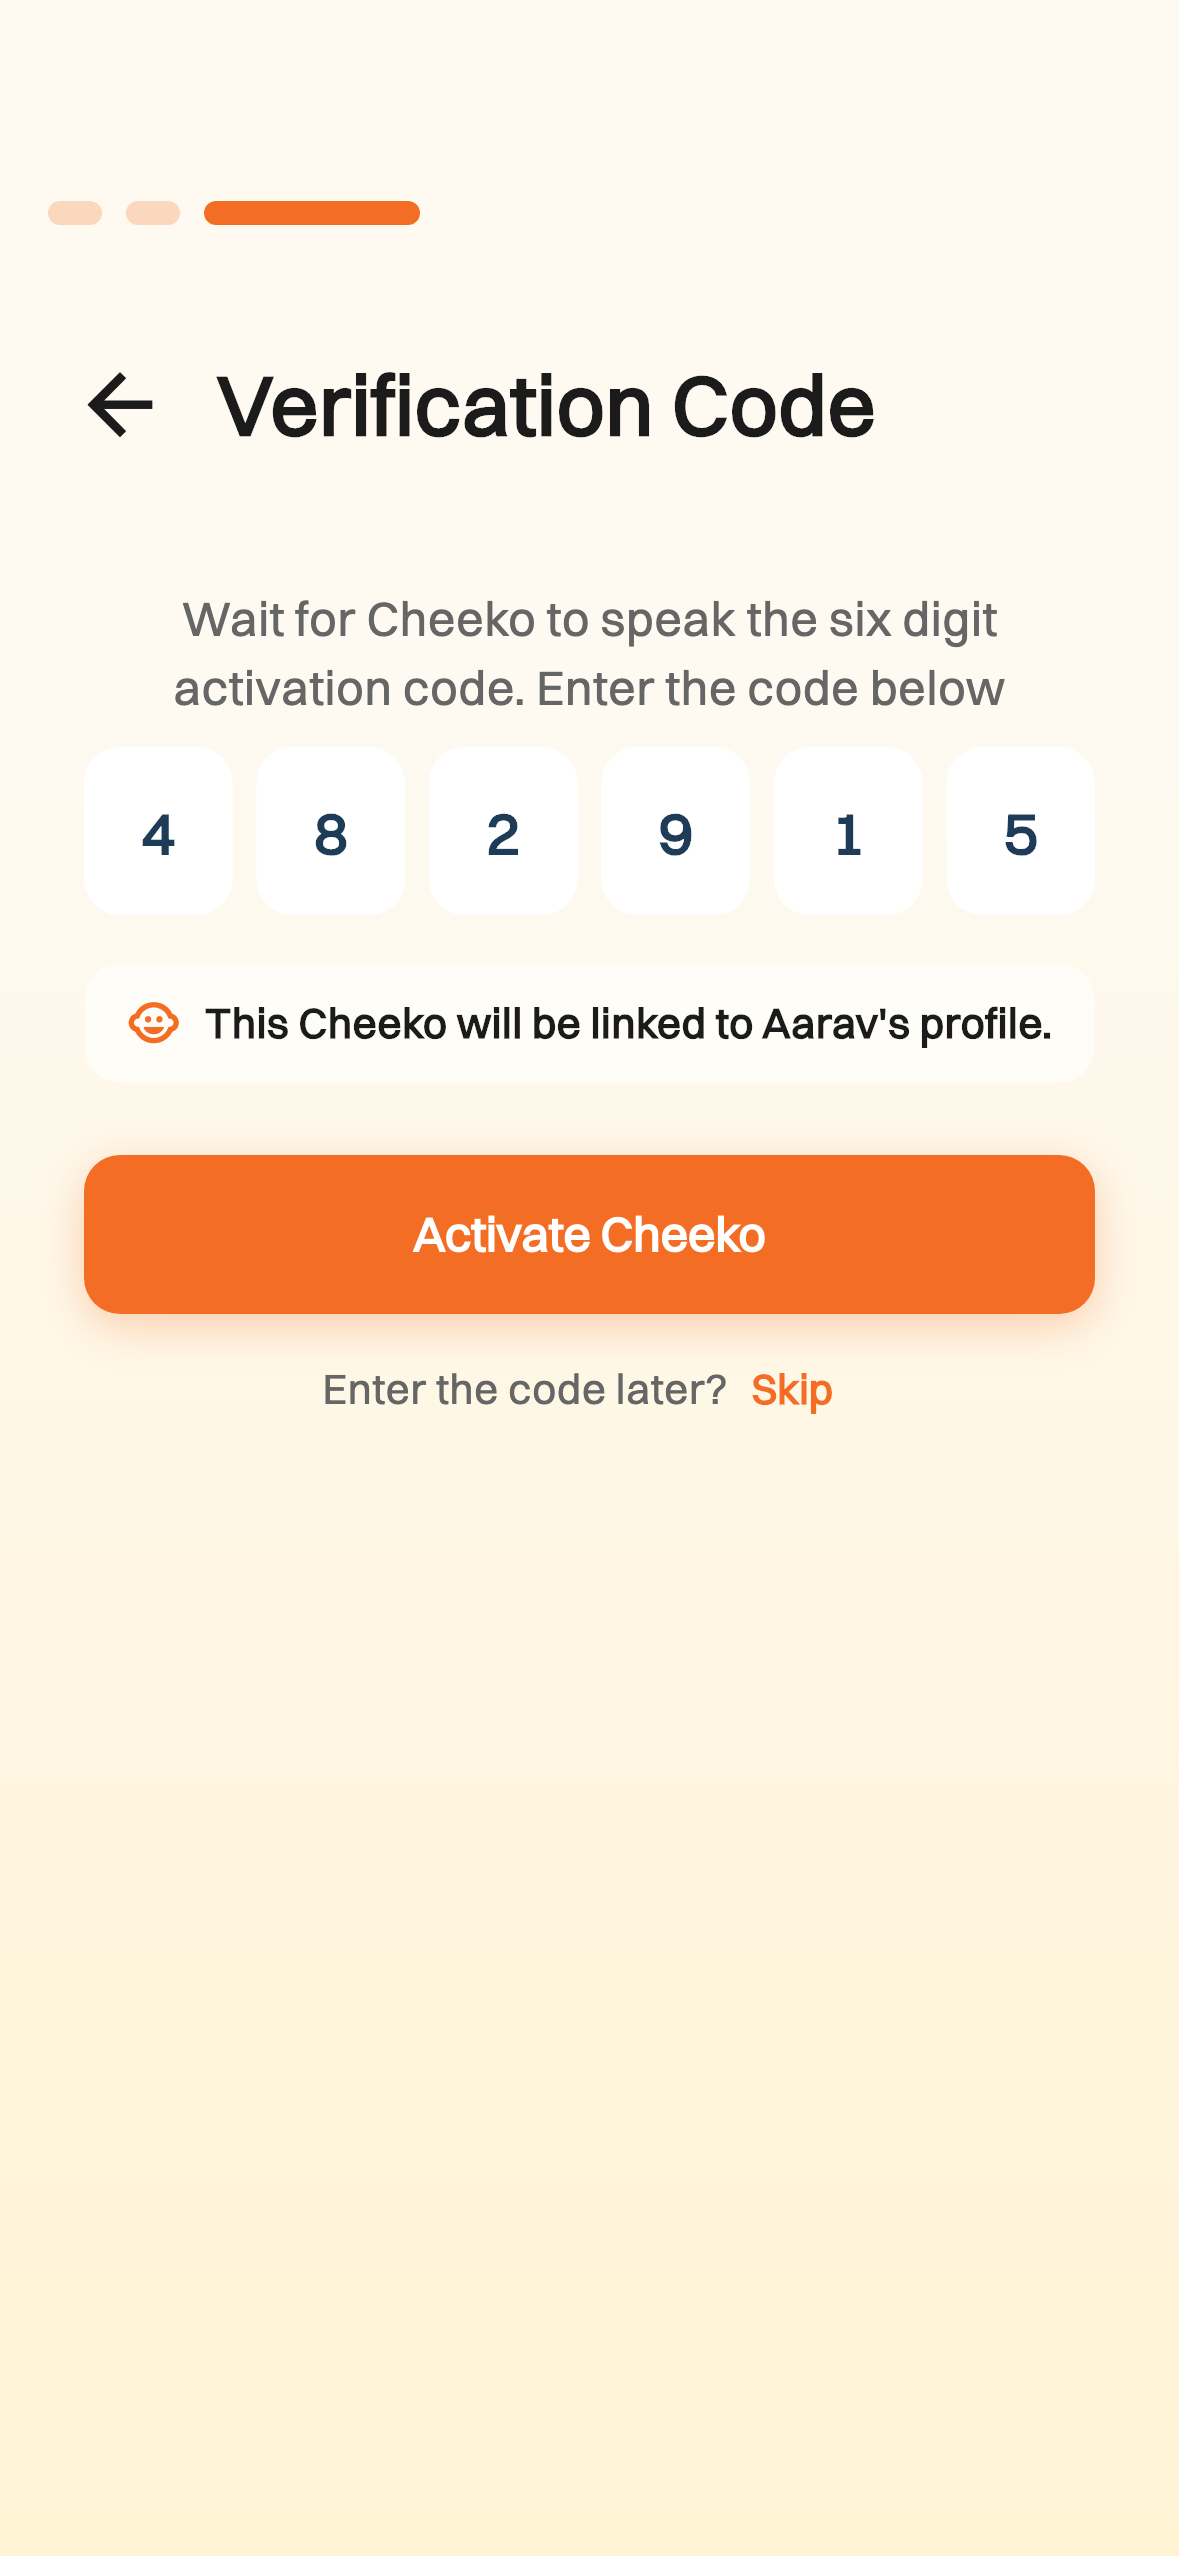 Verification Code
Wait for Cheeko to speak the six digit
activation code. Enter the code below
4 8 2 9 1 5
This Cheeko will be linked to Aarav's profile.
Activate Cheeko
Enter the code later? Skip